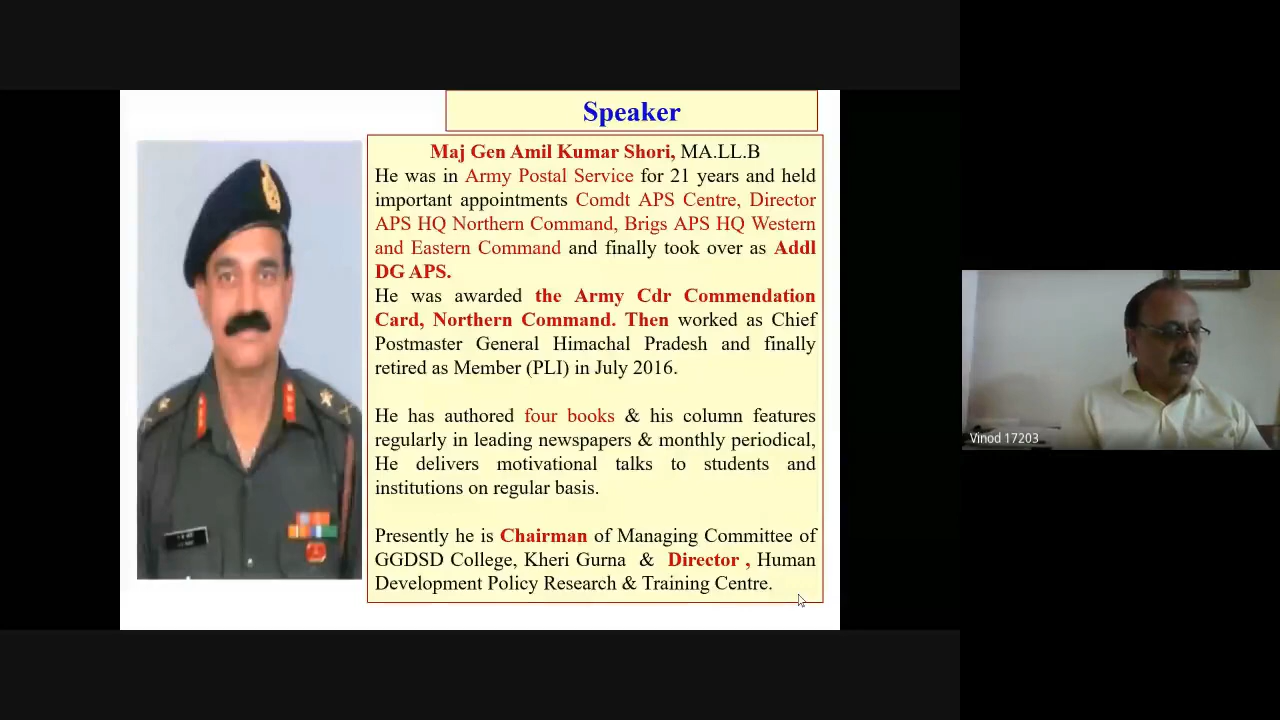 Speaker
Maj Gen Amil Kumar Shori, MA.LL.B
He was in Army Postal Service for 21 years and held
important appointments Comdt APS Centre, Director
APS HQ Northern Command, Brigs APS HQ Western
and Eastern Command and finally took over as Addl
DG APS.
He was awarded the Army Cdr Commendation
Card, Northern Command. Then worked as Chief
Postmaster General Himachal Pradesh and finally
retired as Member (PLI) in July 2016.
He has authored four books & his column features
regularly in leading newspapers & monthly periodical,
He delivers motivational talks to students and
institutions on regular basis.
Presently he is Chairman of Managing Committee of
GGDSD College, Kheri Gurna & Director , Human
Development Policy Research & Training Centre.
Vinod 17203